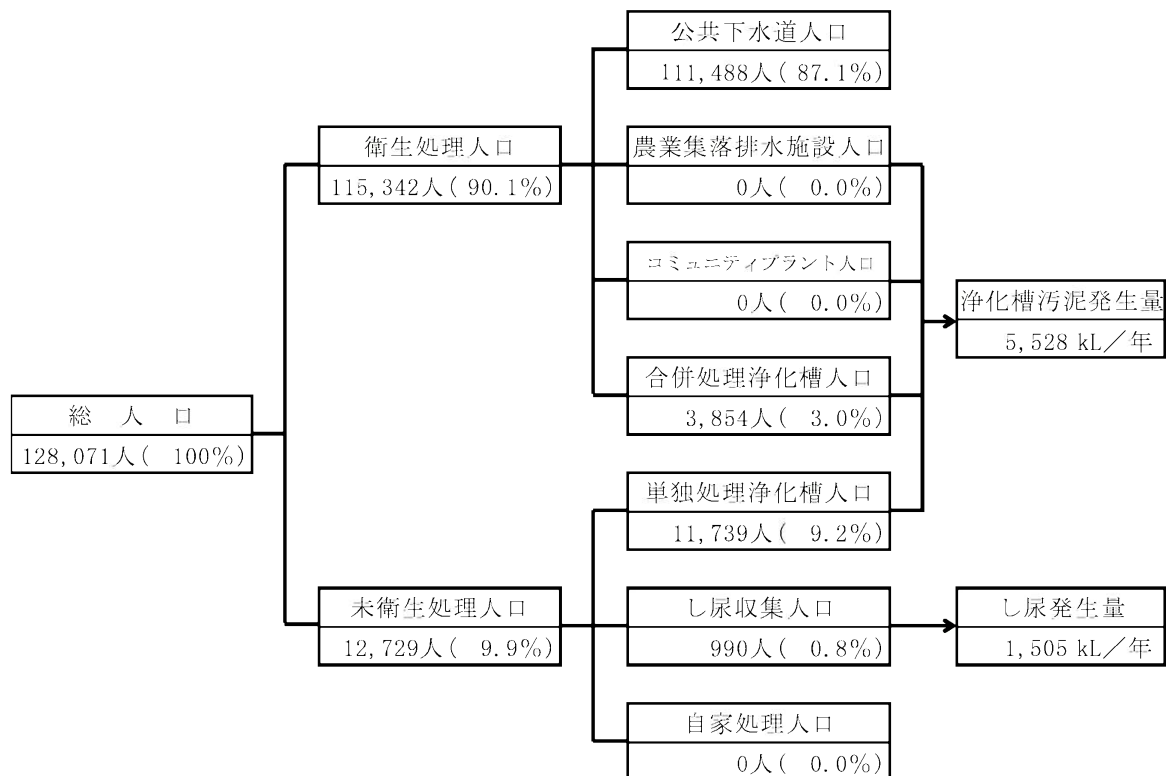 公共下水道人口
111,488人( 87.1%)
衛生処理人口
115,342人( 90.1%)
農業集落排水施設人口
0人( 0.0%)
コミュニティプラント人口
0人( 0.0%)
浄化槽汚泥発生量
5,528 kL/年
合併処理浄化槽人口
3,854人( 3.0%)
総 人 口
128,071人( 100%)
単独処理浄化槽人口
11,739人( 9.2%)
未衛生処理人口
12,729人( 9.9%)
し尿収集人口
990人( 0.8%)
し尿発生量
1,505 kL/年
自家処理人口
0人( 0.0%)